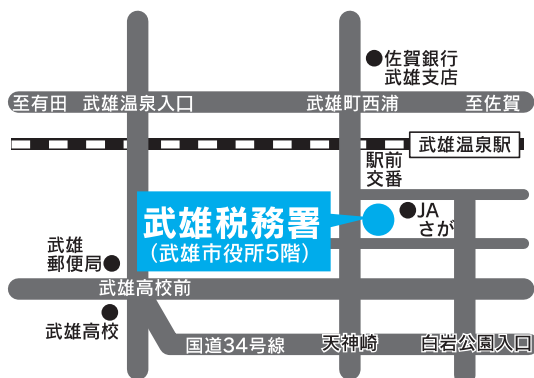 佐賀銀行
武雄支店
至有田
武雄温泉入口
武雄町西浦
至佐賀
武雄温泉駅
駅前
交番
JA
さが
武雄税務署
(武雄市役所5階)
武雄
郵便局
武雄高校前
武雄高校
国道34号線
天神崎
白岩公園入口